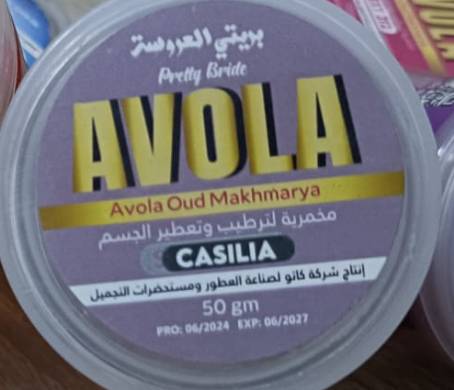 بريتي العروسة
Pretty Bride
AVOLA
Avola Oud Makhmarya
مخمرية لترطيب وتعطير الجسم
CASILIA
إنتاج شركة كانو لصناعة العطور ومستحضرات التجميل
50 gm
PRO: 06/2024 EXP: 06/2027